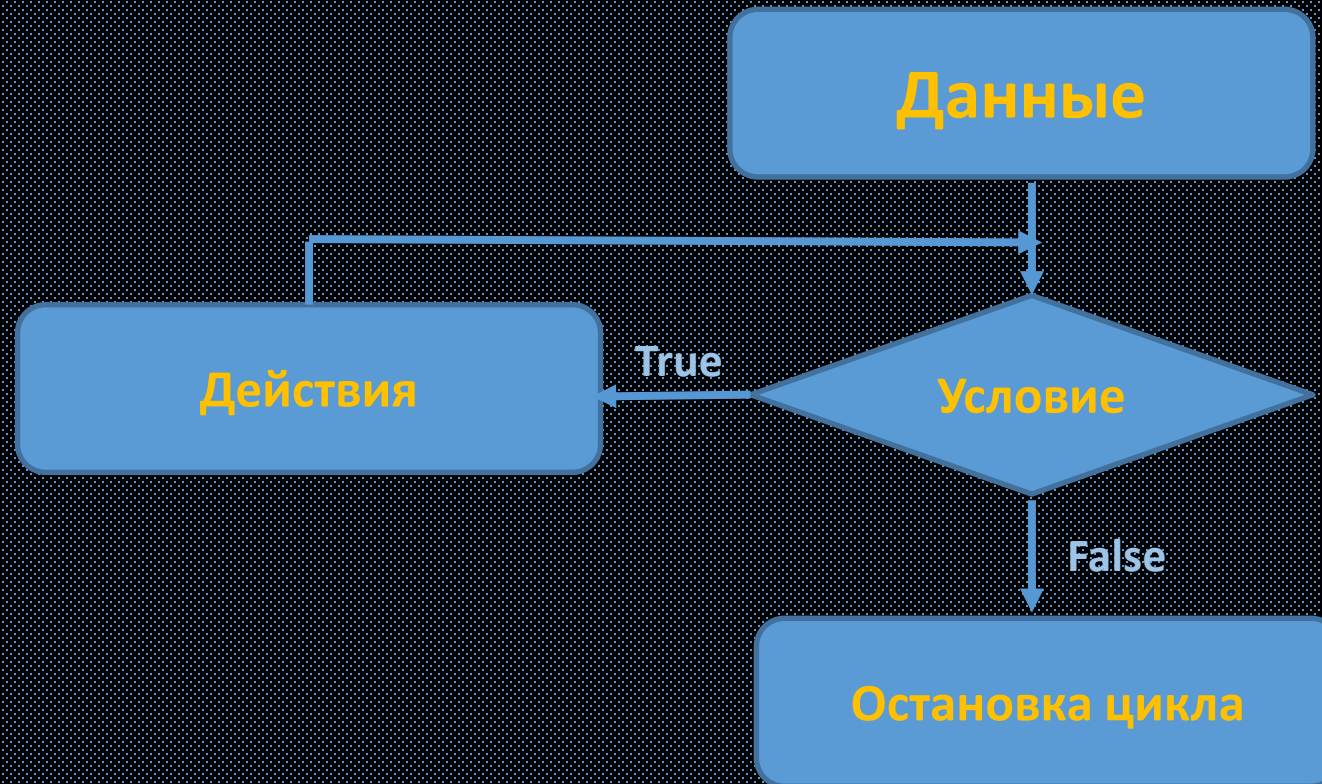 Данные
True
Действия
Условие
False
Остановка цикла